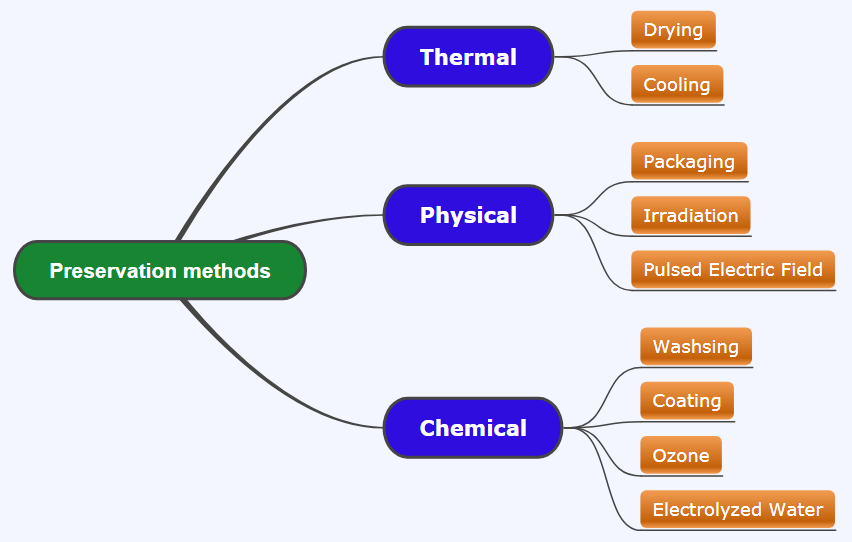 Thermal
Drying
Cooling
Physical
Packaging
Irradiation
Pulsed Electric Field
Preservation methods
Chemical
Washsing
Coating
Ozone
Electrolyzed Water